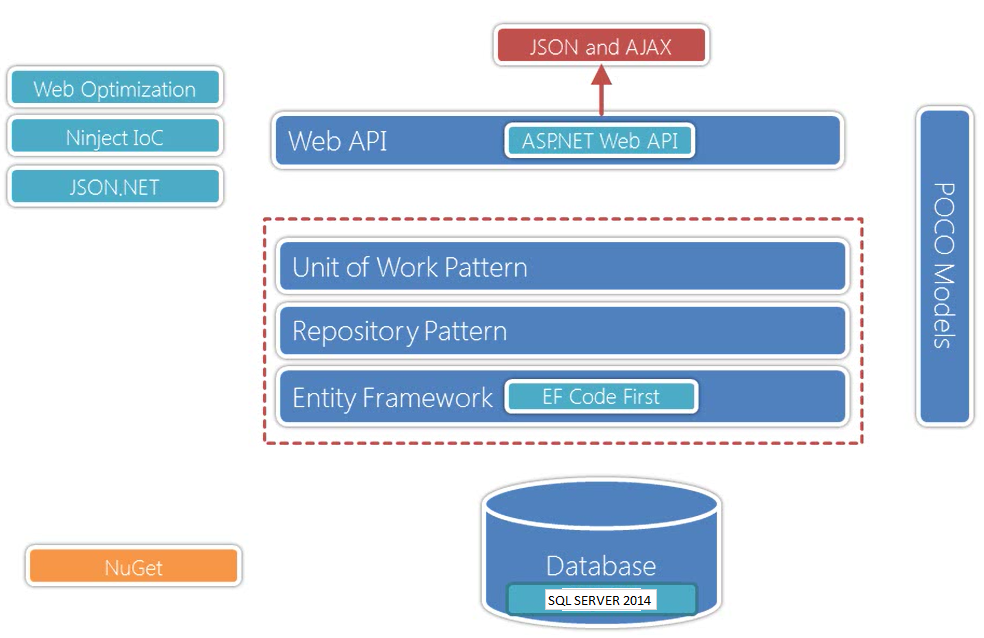 JSON and AJAX
Web Optimization
Ninject IoC
JSON.NET
Web API
ASP.NET Web API
Unit of Work Pattern
Repository Pattern
Entity Framework
EF Code First
POCO Models
Database
SQL SERVER 2014
NuGet